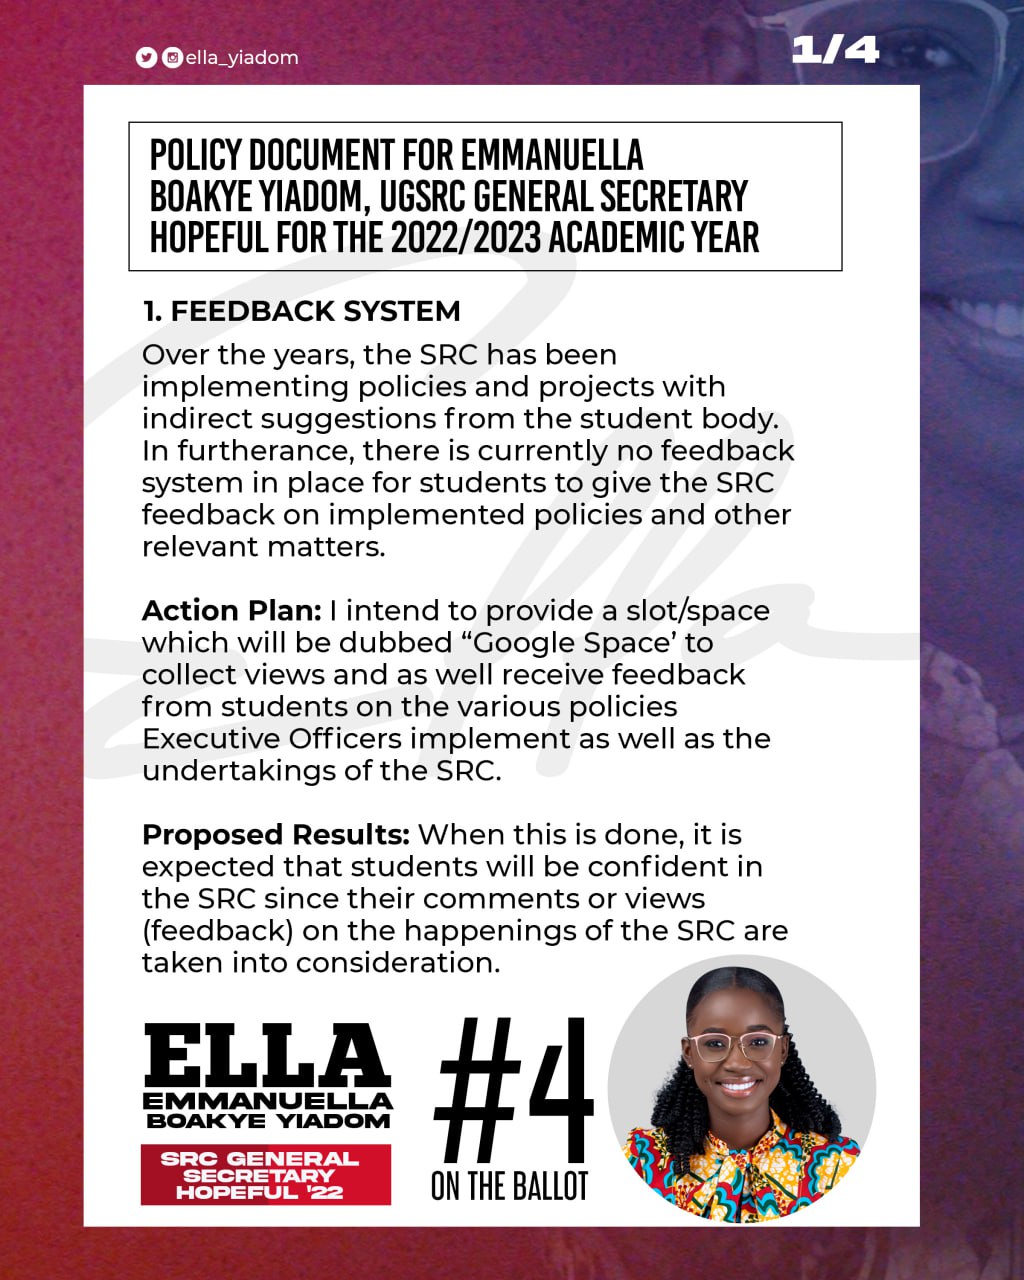 ella_yiadom
1/4
POLICY DOCUMENT FOR EMMANUELLA
BOAKYE YIADOM, UGSRC GENERAL SECRETARY
HOPEFUL FOR THE 2022/2023 ACADEMIC YEAR
1. FEEDBACK SYSTEM
Over the years, the SRC has been
implementing policies and projects with
indirect suggestions from the student body.
In furtherance, there is currently no feedback
system in place for students to give the SRC
feedback on implemented policies and other
relevant matters.
Action Plan: I intend to provide a slot/space
which will be dubbed “Google Space’ to
collect views and as well receive feedback
from students on the various policies
Executive Officers implement as well as the
undertakings of the SRC.
Proposed Results: When this is done, it is
expected that students will be confident in
the SRC since their comments or views
(feedback) on the happenings of the SRC are
taken into consideration.
ELLA
EMMANUELLA
BOAKYE YIADOM
SRC GENERAL
SECRETARY
HOPEFUL '22
#4
ON THE BALLOT
Ella